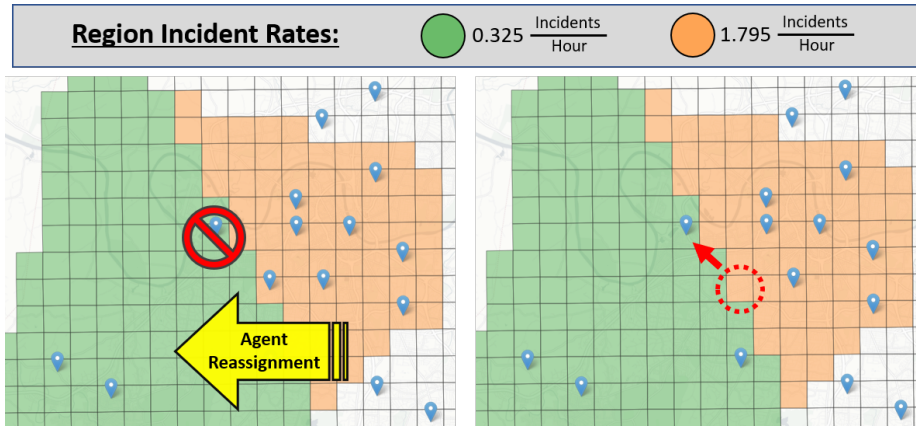 Region Incident Rates:
0.325 Incidents
Hour
1.795 Incidents
Hour
Agent
Reassignment